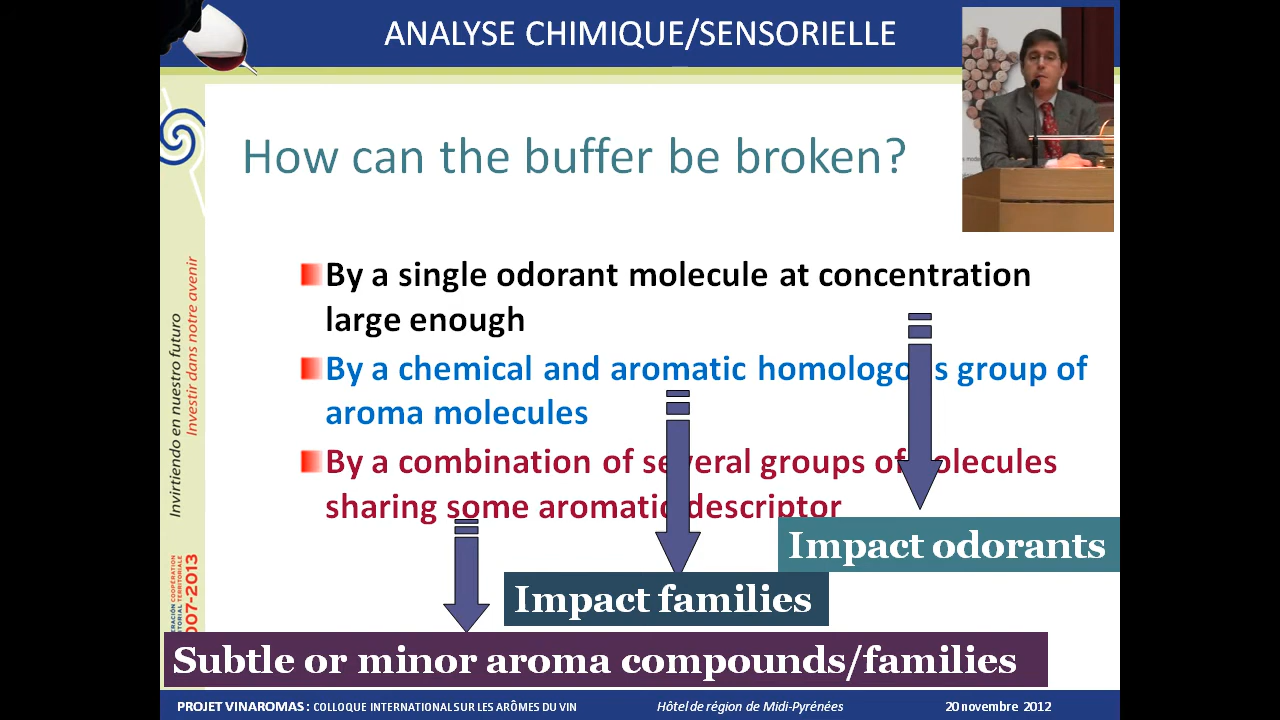 ANALYSE CHIMIQUE/SENSORIELLE
How can the buffer be broken?
By a single odorant molecule at concentration
large enough
By a chemical and aromatic homologo s group of
aroma molecules
By a combination of several groups of molecules
sharing some aromatic descriptor
Impact odorants
Impact families
Subtle or minor aroma compounds/families
Invirtiendo en nuestro futuro
Investir dans notre avenir
007-2013
PROJET VINAROMAS : COLLOQUE INTERNATIONAL SUR LES ARÔMES DU VIN
Hôtel de région de Midi-Pyrénées
20 novembre 2012